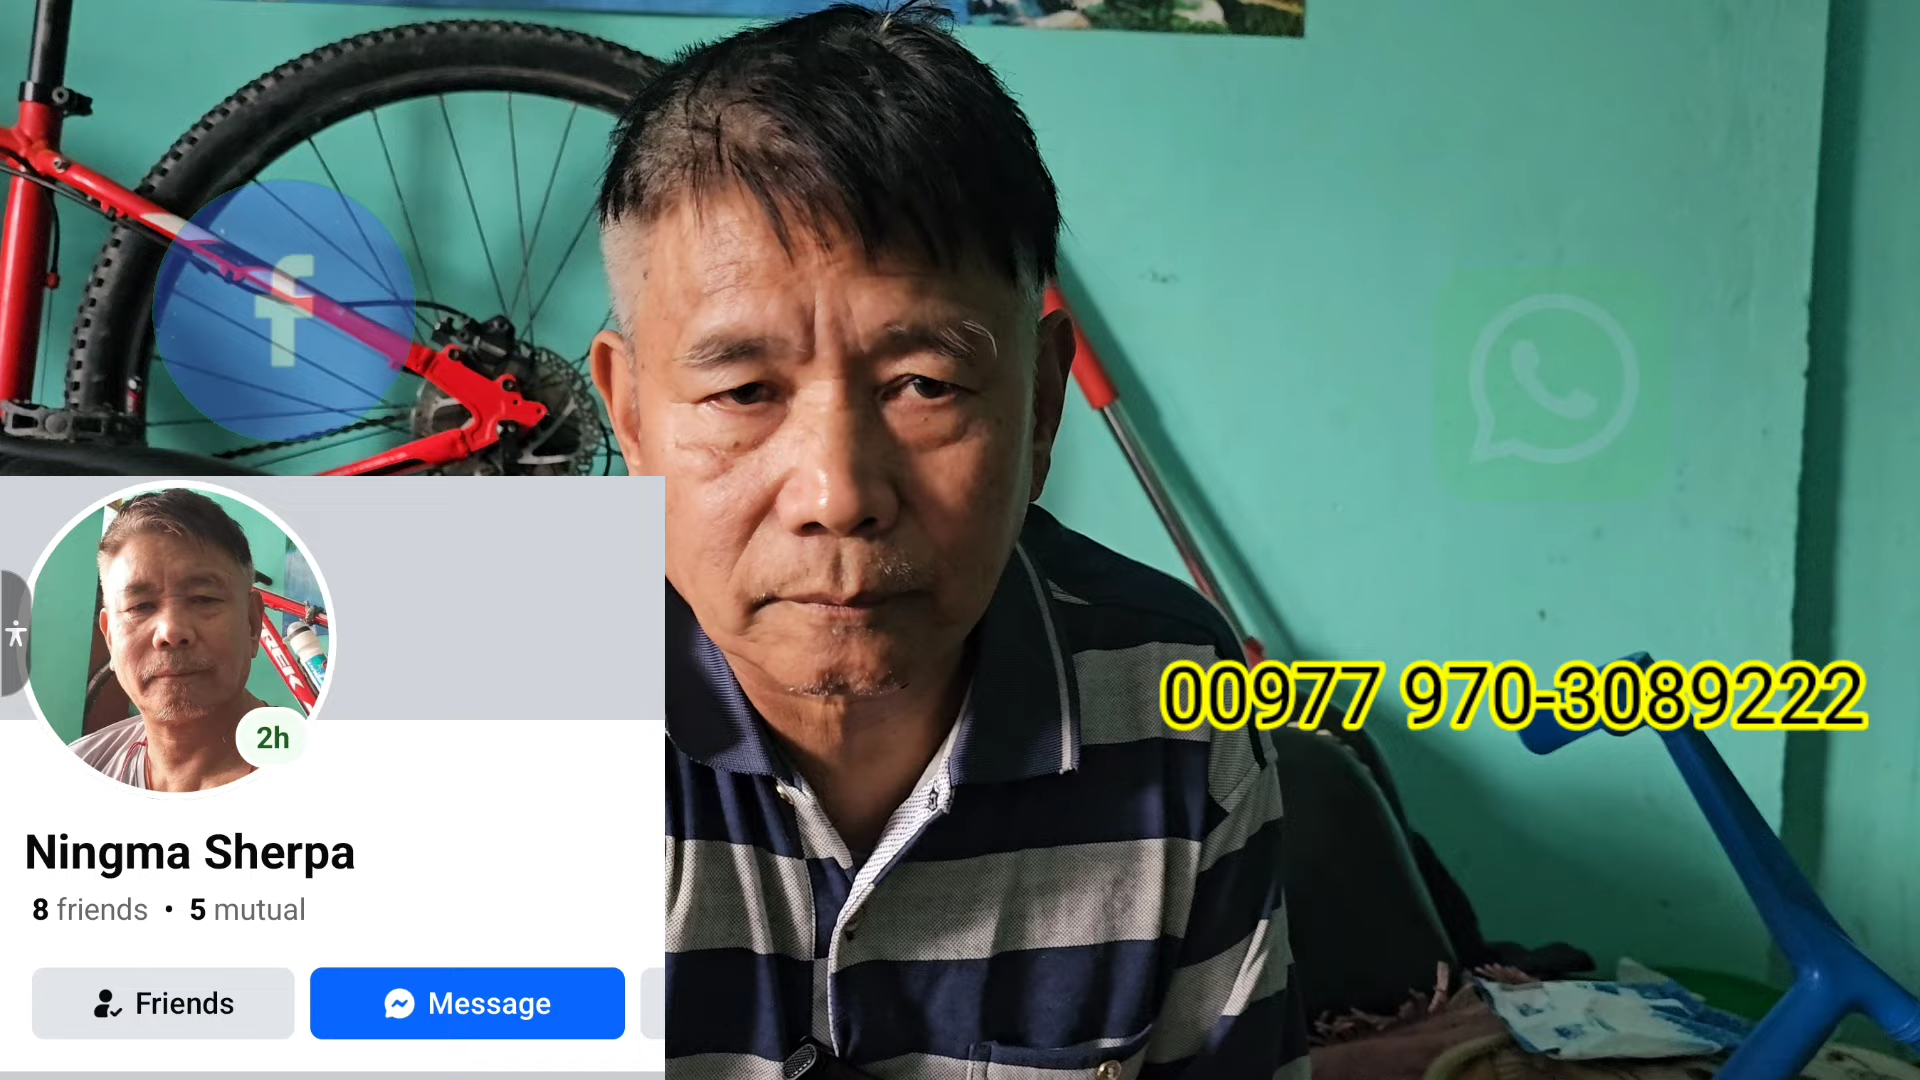 f
2h
Ningma Sherpa
8 friends • 5 mutual
Friends
Message
00977 970-3089222